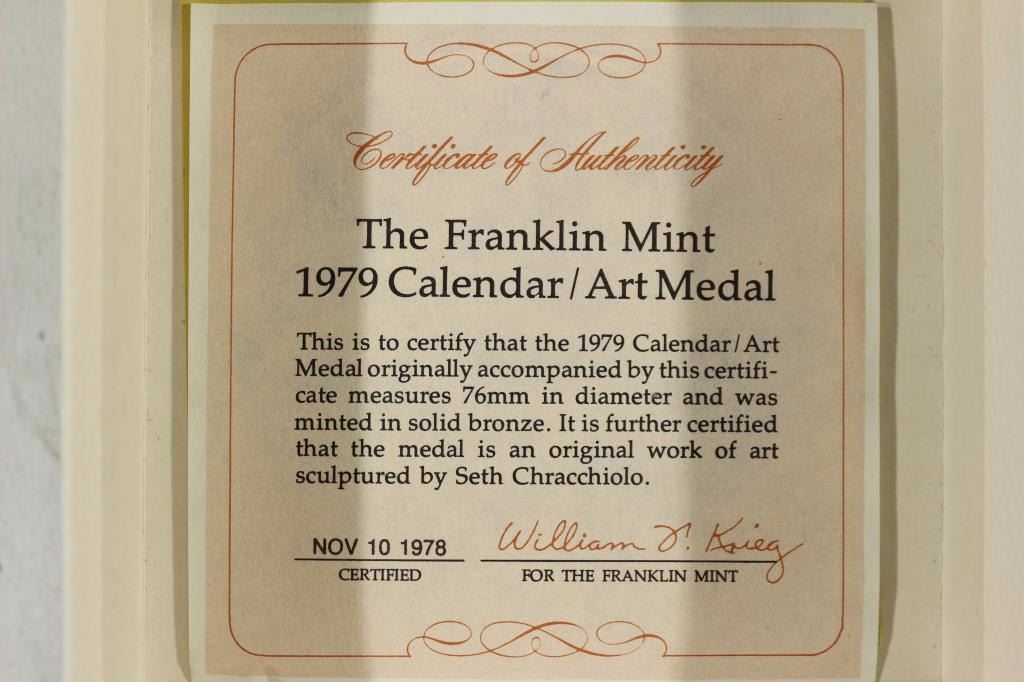 Certificate of Authenticity
The Franklin Mint
1979 Calendar/Art Medal
This is to certify that the 1979 Calendar/Art
Medal originally accompanied by this certifi-
cate measures 76mm in diameter and was
minted in solid bronze. It is further certified
that the medal is an original work of art
sculptured by Seth Chracchiolo.
NOV 10 1978 William T. Krieg
CERTIFIED FOR THE FRANKLIN MINT